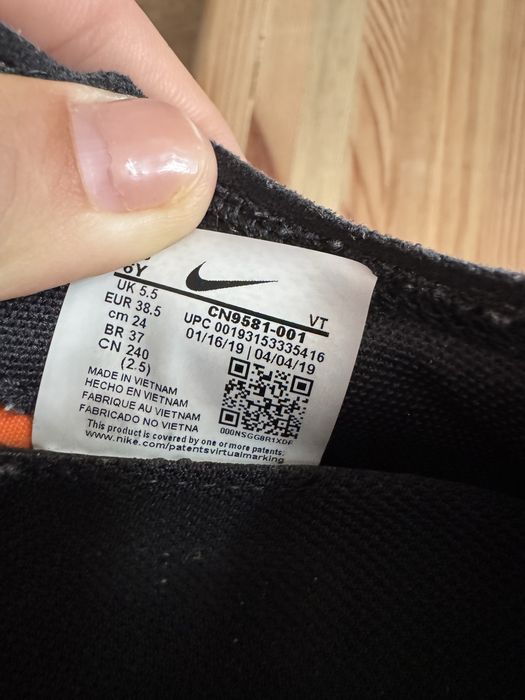 6Y
UK 5.5
EUR 38.5
cm 24
BR 37
CN 240
(2.5)
CN9581-001 VT
UPC 00193153335416
01/16/19 | 04/04/19
000NSGG8R1XDF
MADE IN VIETNAM
HECHO EN VIETNAM
FABRIQUE AU VIETNAM
FABRICADO NO VIETNA
This product is covered by one or more patents;
www.nike.com/patentsvirtualmarking